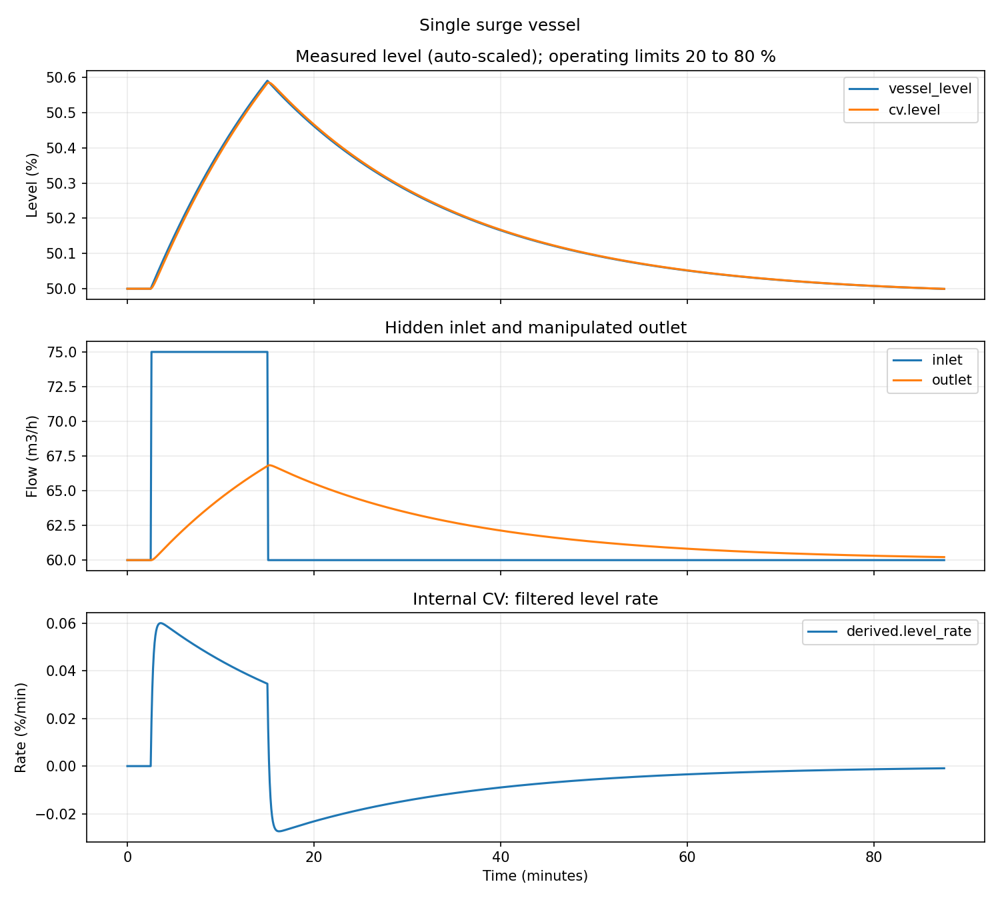 Single surge vessel
Measured level (auto-scaled); operating limits 20 to 80 %
50.6
50.5
50.4
50.3
50.2
50.1
50.0
Level (%)
vessel_level
cv.level
Hidden inlet and manipulated outlet
75.0
72.5
70.0
67.5
65.0
62.5
60.0
Flow (m3/h)
inlet
outlet
Internal CV: filtered level rate
0.06
0.04
0.02
0.00
−0.02
Rate (%/min)
derived.level_rate
0
20
40
60
80
Time (minutes)